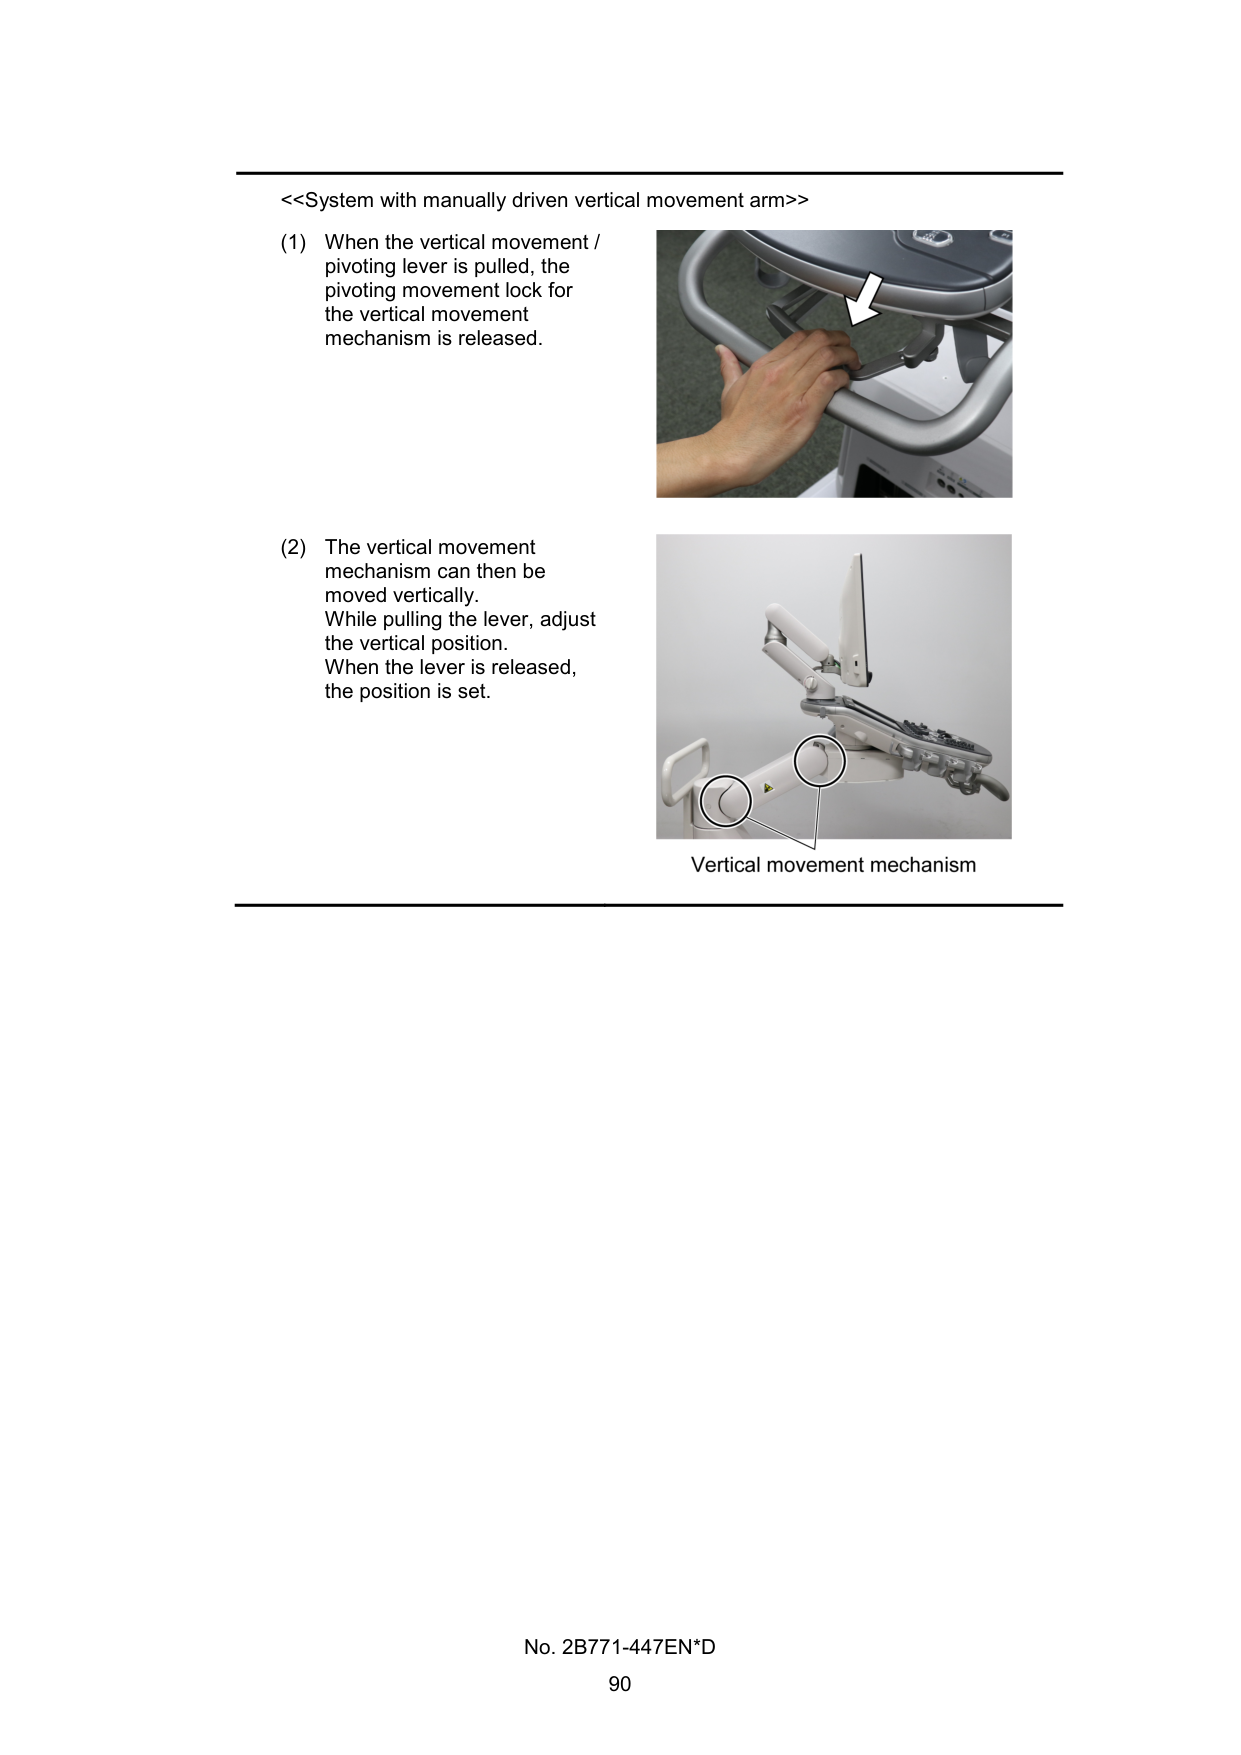 <<System with manually driven vertical movement arm>>
(1) When the vertical movement /
pivoting lever is pulled, the
pivoting movement lock for
the vertical movement
mechanism is released.
(2) The vertical movement
mechanism can then be
moved vertically.
While pulling the lever, adjust
the vertical position.
When the lever is released,
the position is set.
Vertical movement mechanism
No. 2B771-447EN*D
90